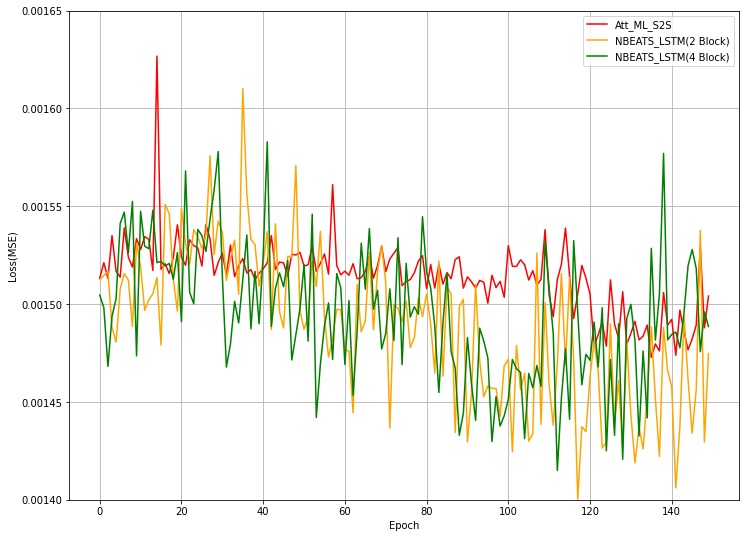 0.00165
0.00160
0.00155
0.00150
0.00145
0.00140
Loss(MSE)
Att_ML_S2S
NBEATS_LSTM(2 Block)
NBEATS_LSTM(4 Block)
0 20 40 60 80 100 120 140
Epoch